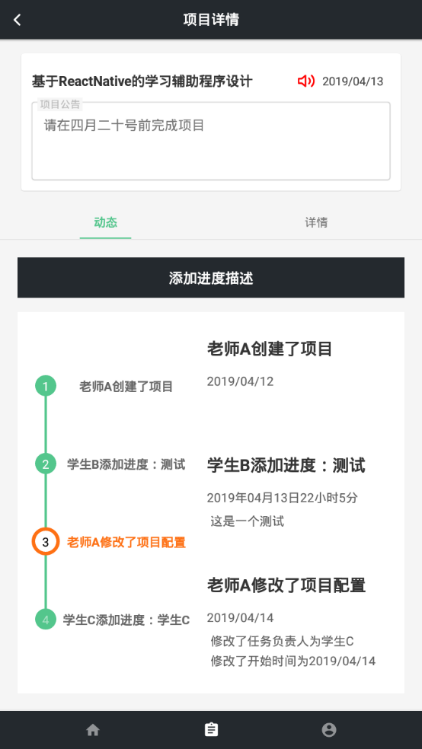 项目详情
基于ReactNative的学习辅助程序设计
2019/04/13
项目公告
请在四月二十号前完成项目
动态
详情
添加进度描述
老师A创建了项目
2019/04/12
1
老师A创建了项目
2
学生B添加进度：测试
学生B添加进度：测试
2019年04月13日22小时5分
这是一个测试
3
老师A修改了项目配置
老师A修改了项目配置
2019/04/14
4
学生C添加进度：学生C
修改了任务负责人为学生C
修改了开始时间为2019/04/14